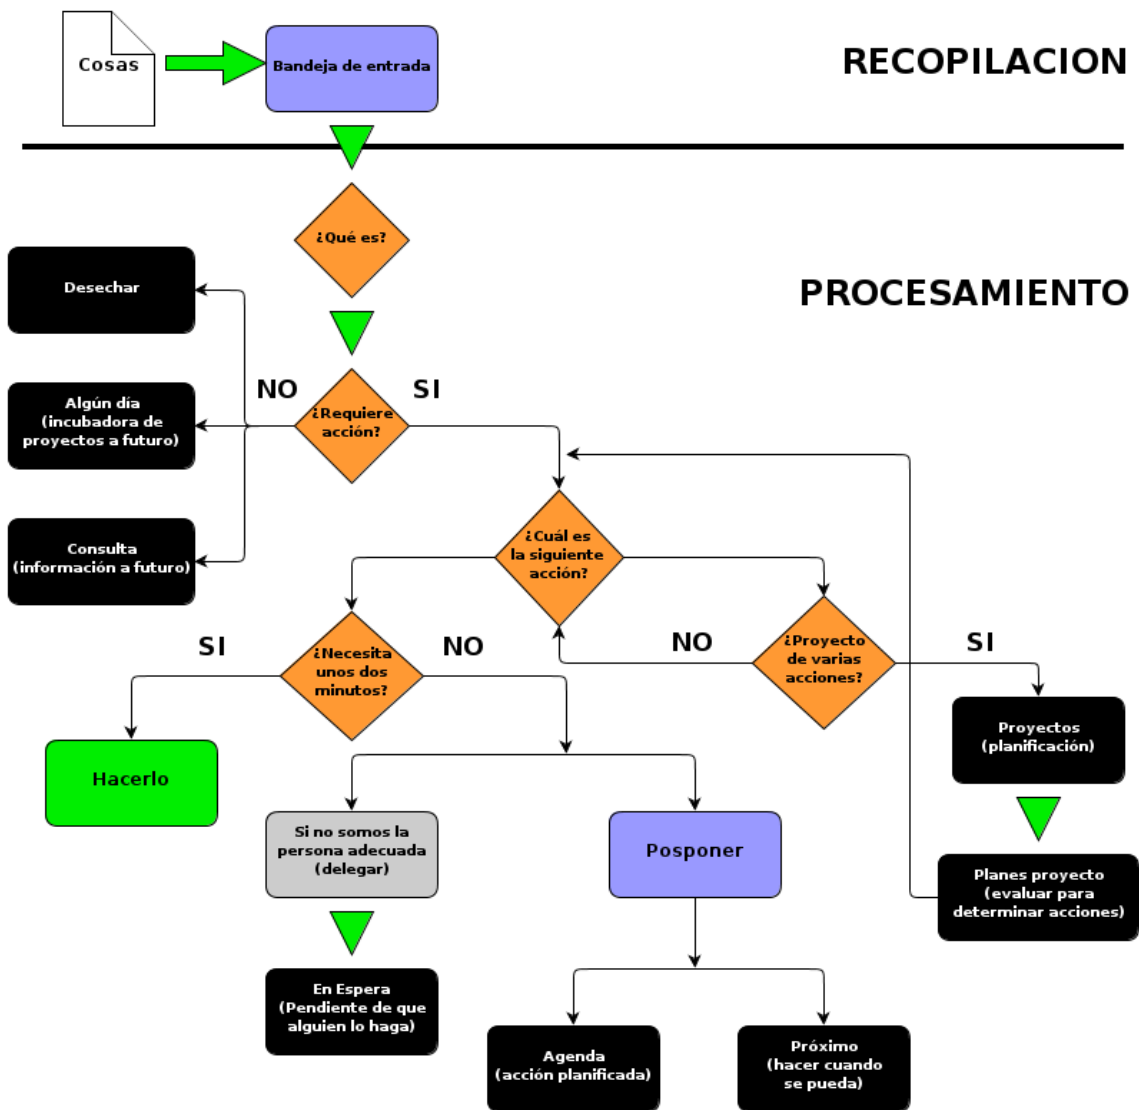 Cosas
Bandeja de entrada
RECOPILACION
¿Qué es?
PROCESAMIENTO
Desechar
NO
SI
¿Requiere
acción?
Algún día
(incubadora de
proyectos a futuro)
Consulta
(información a futuro)
¿Cuál es
la siguiente
acción?
SI
¿Necesita
unos dos
minutos?
NO
NO
¿Proyecto
de varias
acciones?
SI
Hacerlo
Proyectos
(planificación)
Si no somos la
persona adecuada
(delegar)
Posponer
Planes proyecto
(evaluar para
determinar acciones)
En Espera
(Pendiente de que
alguien lo haga)
Agenda
(acción planificada)
Próximo
(hacer cuando
se pueda)